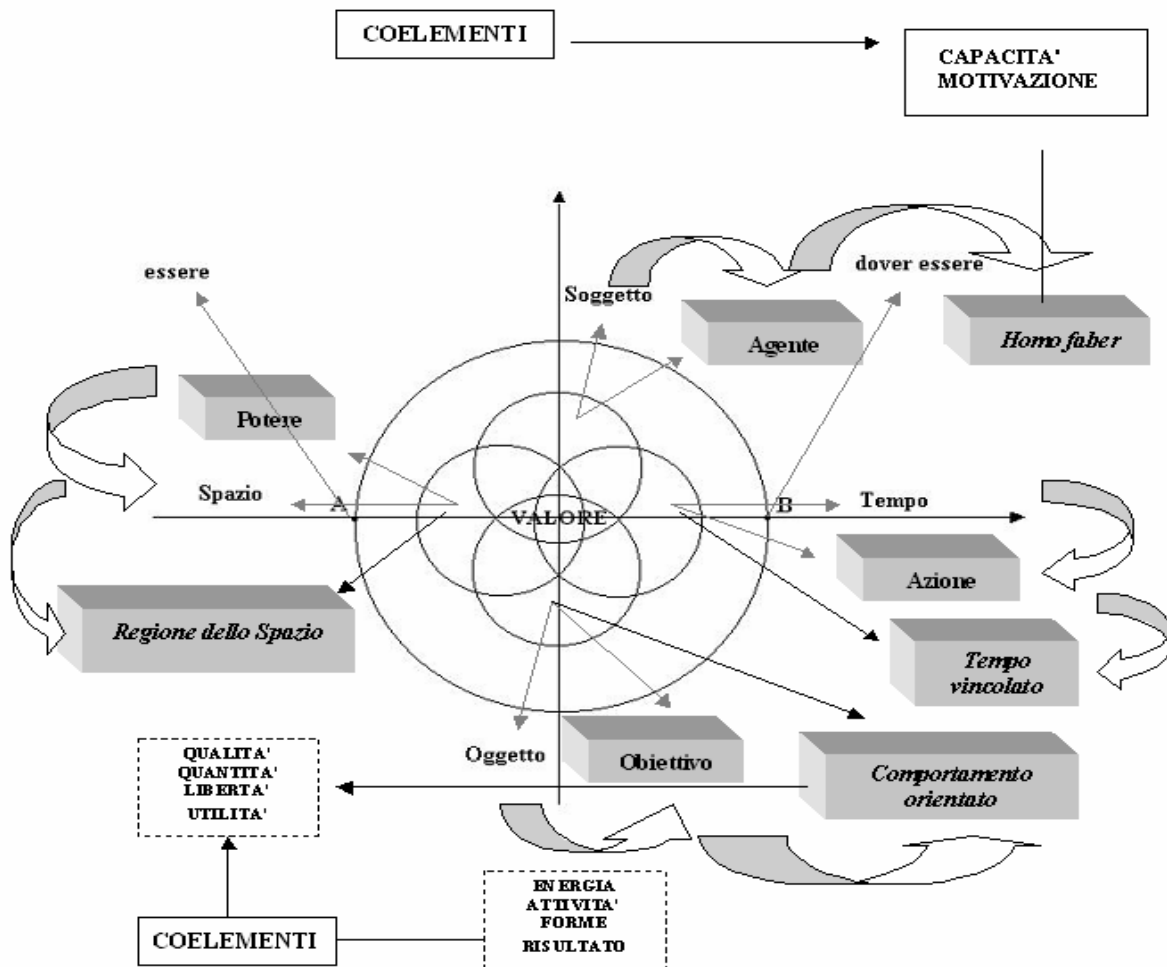 COELEMENTI
CAPACITA'
MOTIVAZIONE
essere
dover essere
Soggetto
Agente
Homo faber
Potere
Spazio
A
VALORE
B
Tempo
Azione
Regione dello Spazio
Tempo
vincolato
Oggetto
Obiettivo
Comportamento
orientato
QUALITA'
QUANTITA'
LIBERTA'
UTILITA'
ENERGIA
ATTIVITA'
FORME
RISULTATO
COELEMENTI